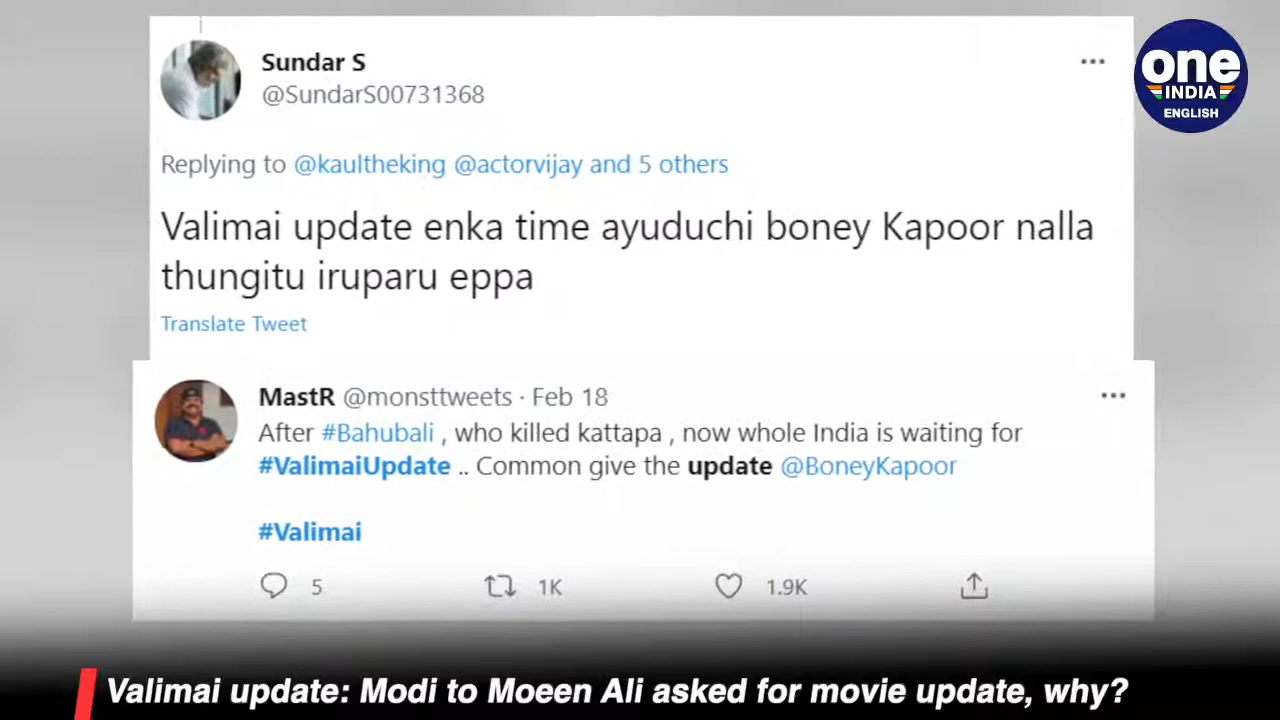 Sundar S
@SundarS00731368
one
INDIA
ENGLISH
Replying to @kaultheking @actorvijay and 5 others
Valimai update enka time ayuduchi boney Kapoor nalla
thungitu iruparu eppa
Translate Tweet
MastR @monsttweets · Feb 18
After #Bahubali , who killed kattapa , now whole India is waiting for
#ValimaiUpdate .. Common give the update @BoneyKapoor
#Valimai
5 1K 1.9K
Valimai update: Modi to Moeen Ali asked for movie update, why?